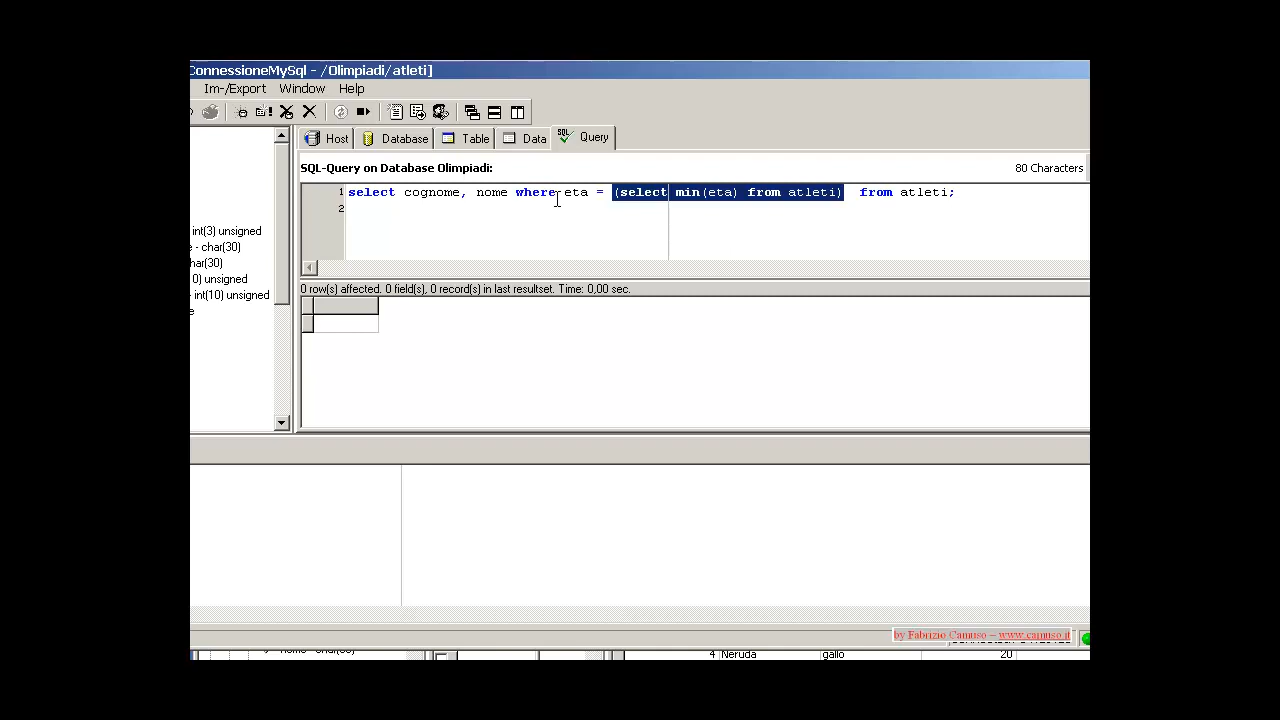 ConnessioneMySql - /Olimpiadi/atleti]
Im-/Export Window Help
Host Database Table Data SQL Query
SQL-Query on Database Olimpiadi: 80 Characters
1 select cognome, nome where eta = (select min(eta) from atleti) from atleti;
2
int(3) unsigned
e - char(30)
har(30)
0) unsigned
- int(10) unsigned
e
0 row(s) affected. 0 field(s), 0 record(s) in last resultset. Time: 0,00 sec.
by Fabrizio Camuso – www.camuso.it
4 Neruda gallo 20